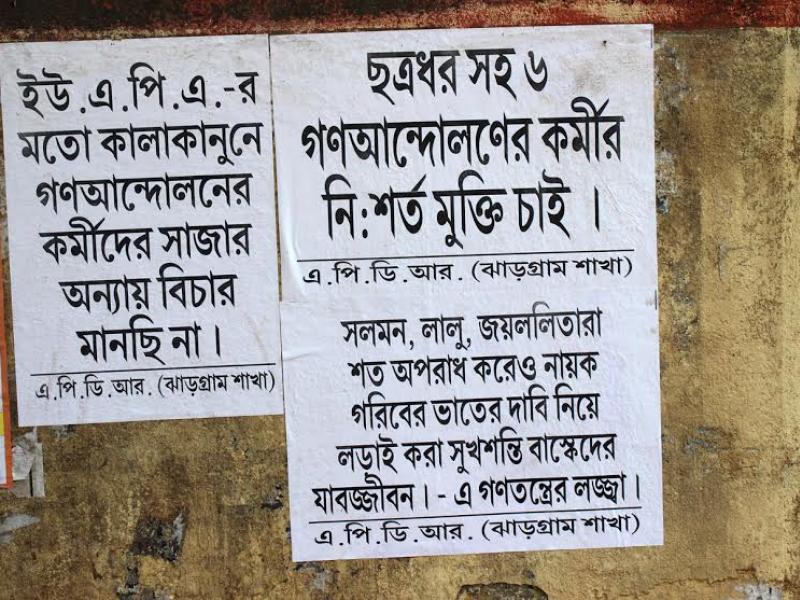 ইউ.এ.পি.এ.-র
মতো কালাকানুনে
গণআন্দোলনের
কর্মীদের সাজার
অন্যায় বিচার
মানছি না।
এ.পি.ডি.আর. (ঝাড়গ্রাম শাখা)
ছত্রধর সহ ৬
গণআন্দোলণের কর্মীর
নি:শর্ত মুক্তি চাই ।
এ.পি.ডি.আর. (ঝাড়গ্রাম শাখা)
সলমন, লালু, জয়ললিতারা
শত অপরাধ করেও নায়ক
গরিবের ভাতের দাবি নিয়ে
লড়াই করা সুখশন্তি বাস্কেদের
যাবজ্জীবন। - এ গণতন্ত্রের লজ্জা।
এ.পি.ডি.আর. (ঝাড়গ্রাম শাখা)